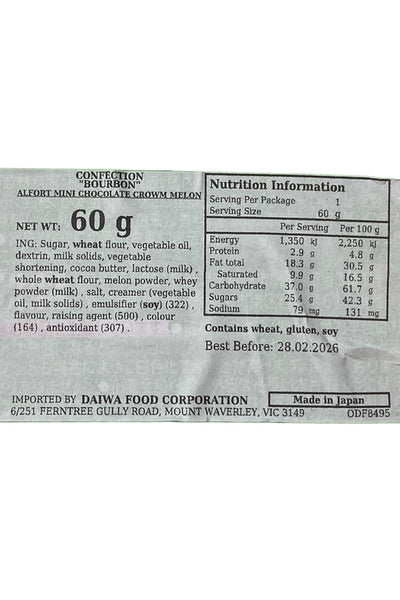 CONFECTION
"BOURBON"
ALFORT MINI CHOCOLATE CROWM MELON
NET WT: 60 g
ING: Sugar, wheat flour, vegetable oil,
dextrin, milk solids, vegetable
shortening, cocoa butter, lactose (milk) ,
whole wheat flour, melon powder, whey
powder (milk) , salt, creamer (vegetable
oil, milk solids) , emulsifier (soy) (322) ,
flavour, raising agent (500) , colour
(164) , antioxidant (307) .
Nutrition Information
Serving Per Package 1
Serving Size 60 g
Per Serving Per 100 g
Energy 1,350 kJ 2,250 kJ
Protein 2.9 g 4.8 g
Fat total 18.3 g 30.5 g
Saturated 9.9 g 16.5 g
Carbohydrate 37.0 g 61.7 g
Sugars 25.4 g 42.3 g
Sodium 79 mg 131 mg
Contains wheat, gluten, soy
Best Before: 28.02.2026
IMPORTED BY DAIWA FOOD CORPORATION
Made in Japan
6/251 FERNTREE GULLY ROAD, MOUNT WAVERLEY, VIC 3149
ODF8495